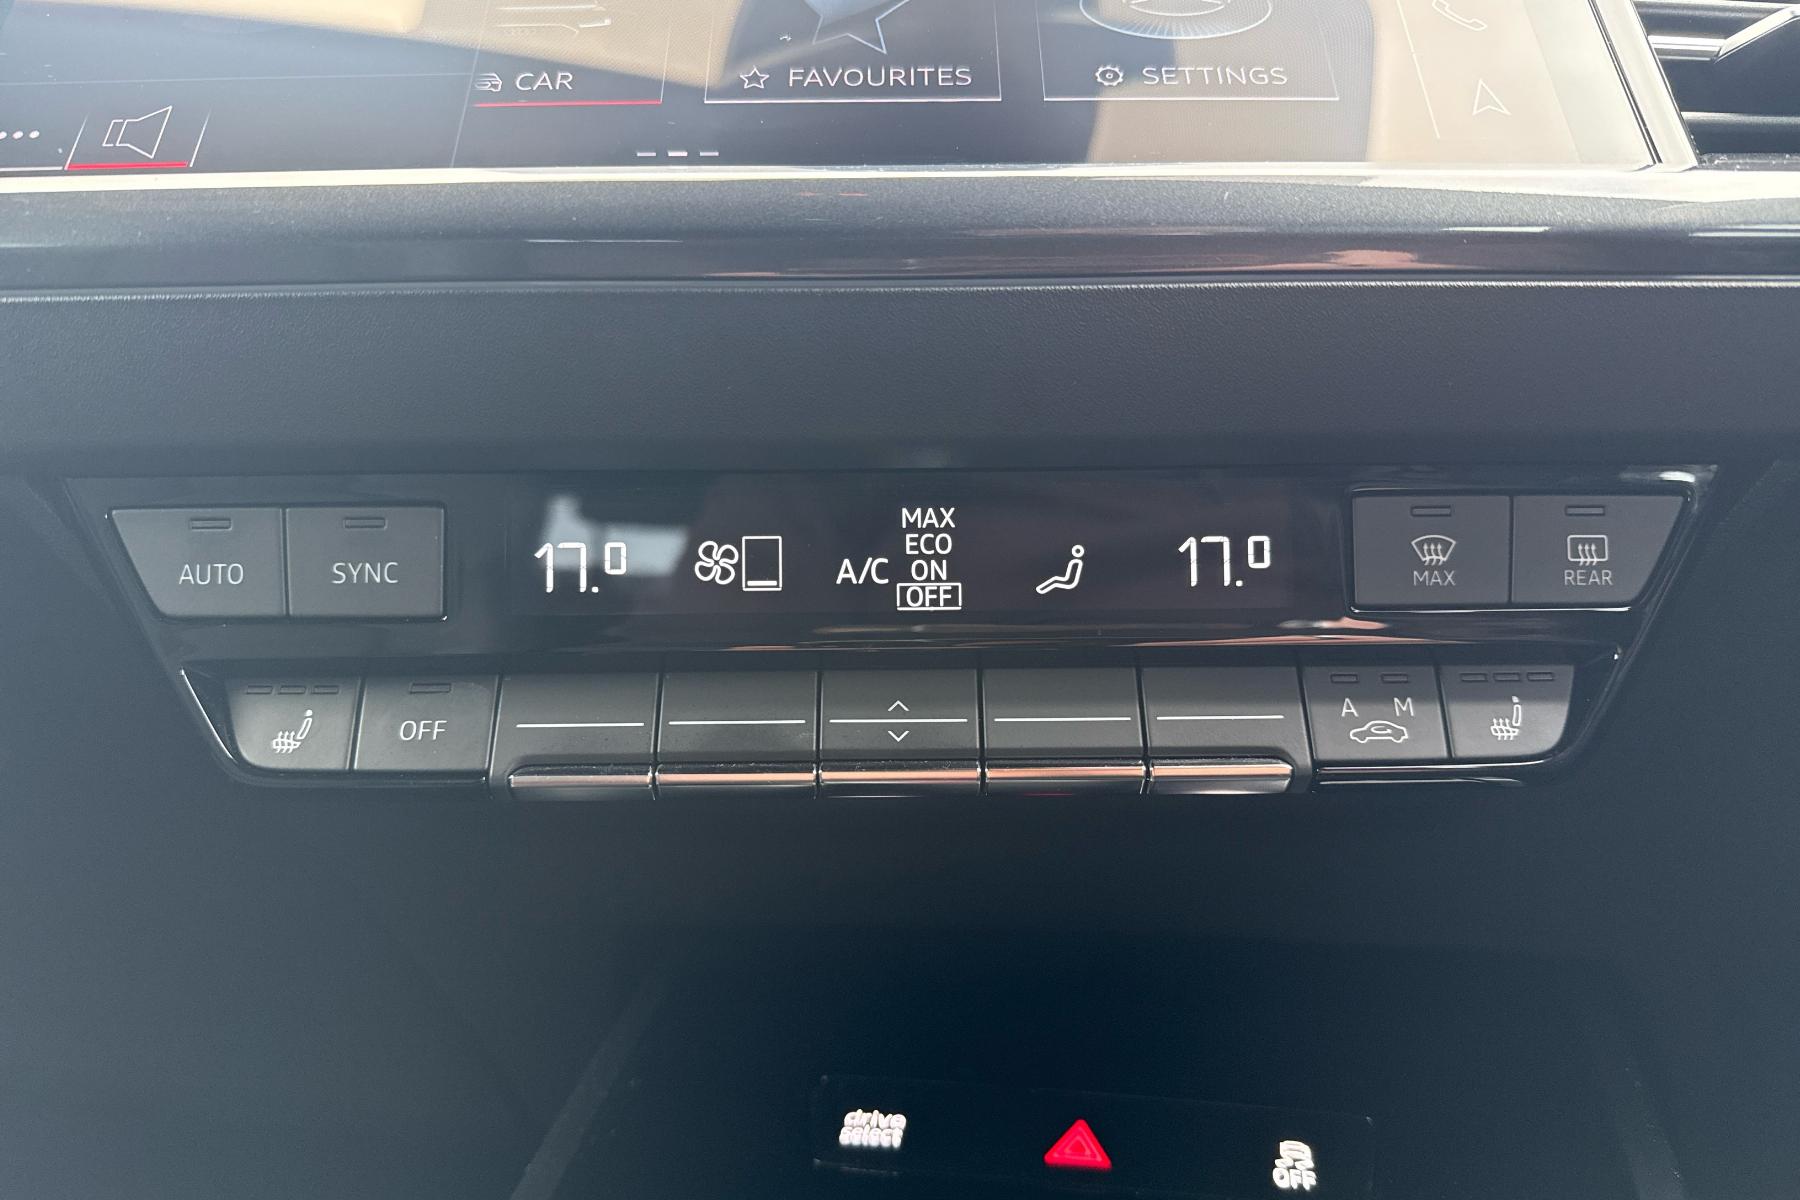 CAR
FAVOURITES
SETTINGS
MAX
ECO
ON
A/C
OFF
AUTO
SYNC
17.0
17.0
MAX
REAR
OFF
A
M
drive
select
OFF